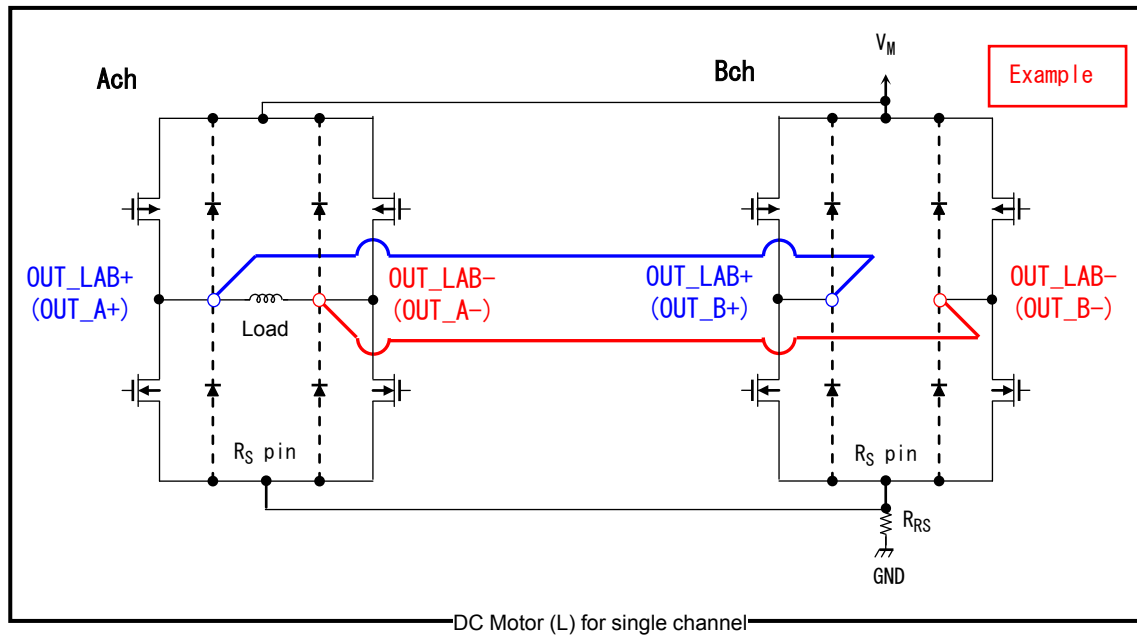 V_M
Ach
Bch
Example
OUT_LAB+
(OUT_A+)
Load
OUT_LAB−
(OUT_A−)
OUT_LAB+
(OUT_B+)
OUT_LAB−
(OUT_B−)
R_S pin
R_S pin
R_RS
GND
DC Motor (L) for single channel